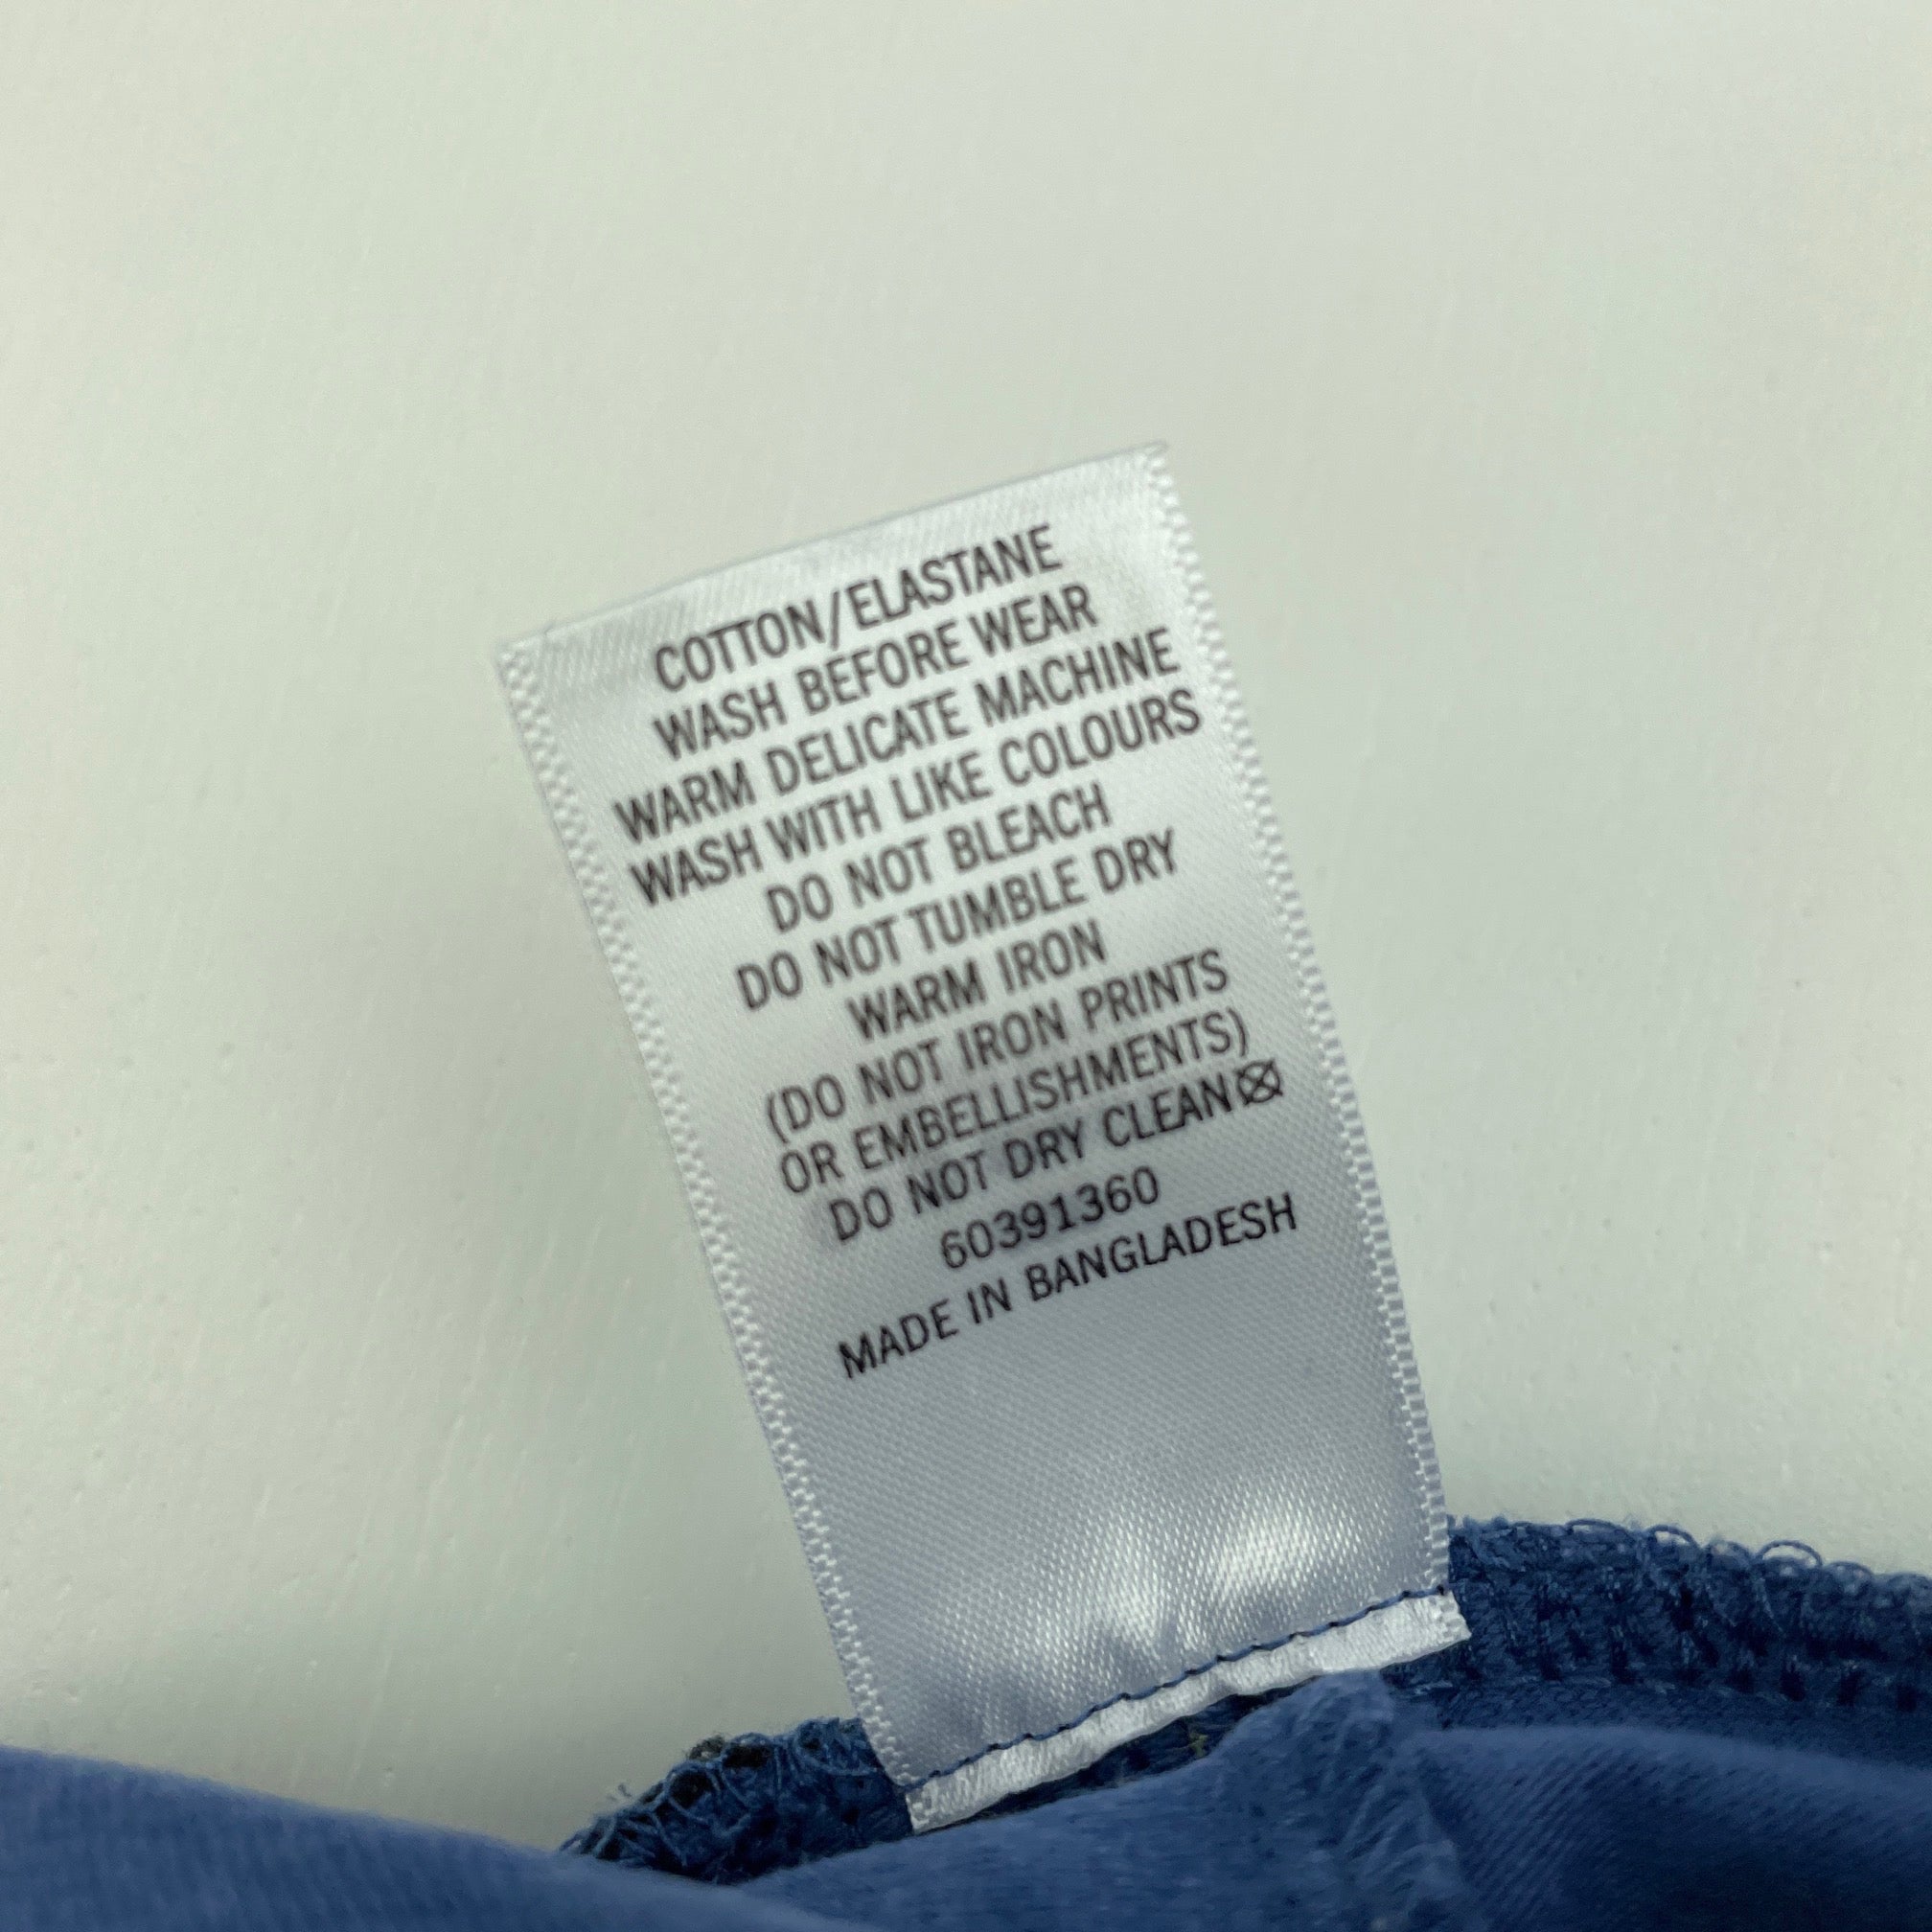 COTTON/ELASTANE
WASH BEFORE WEAR
WARM DELICATE MACHINE
WASH WITH LIKE COLOURS
DO NOT BLEACH
DO NOT TUMBLE DRY
WARM IRON
(DO NOT IRON PRINTS
OR EMBELLISHMENTS)
DO NOT DRY CLEAN
60391360
MADE IN BANGLADESH